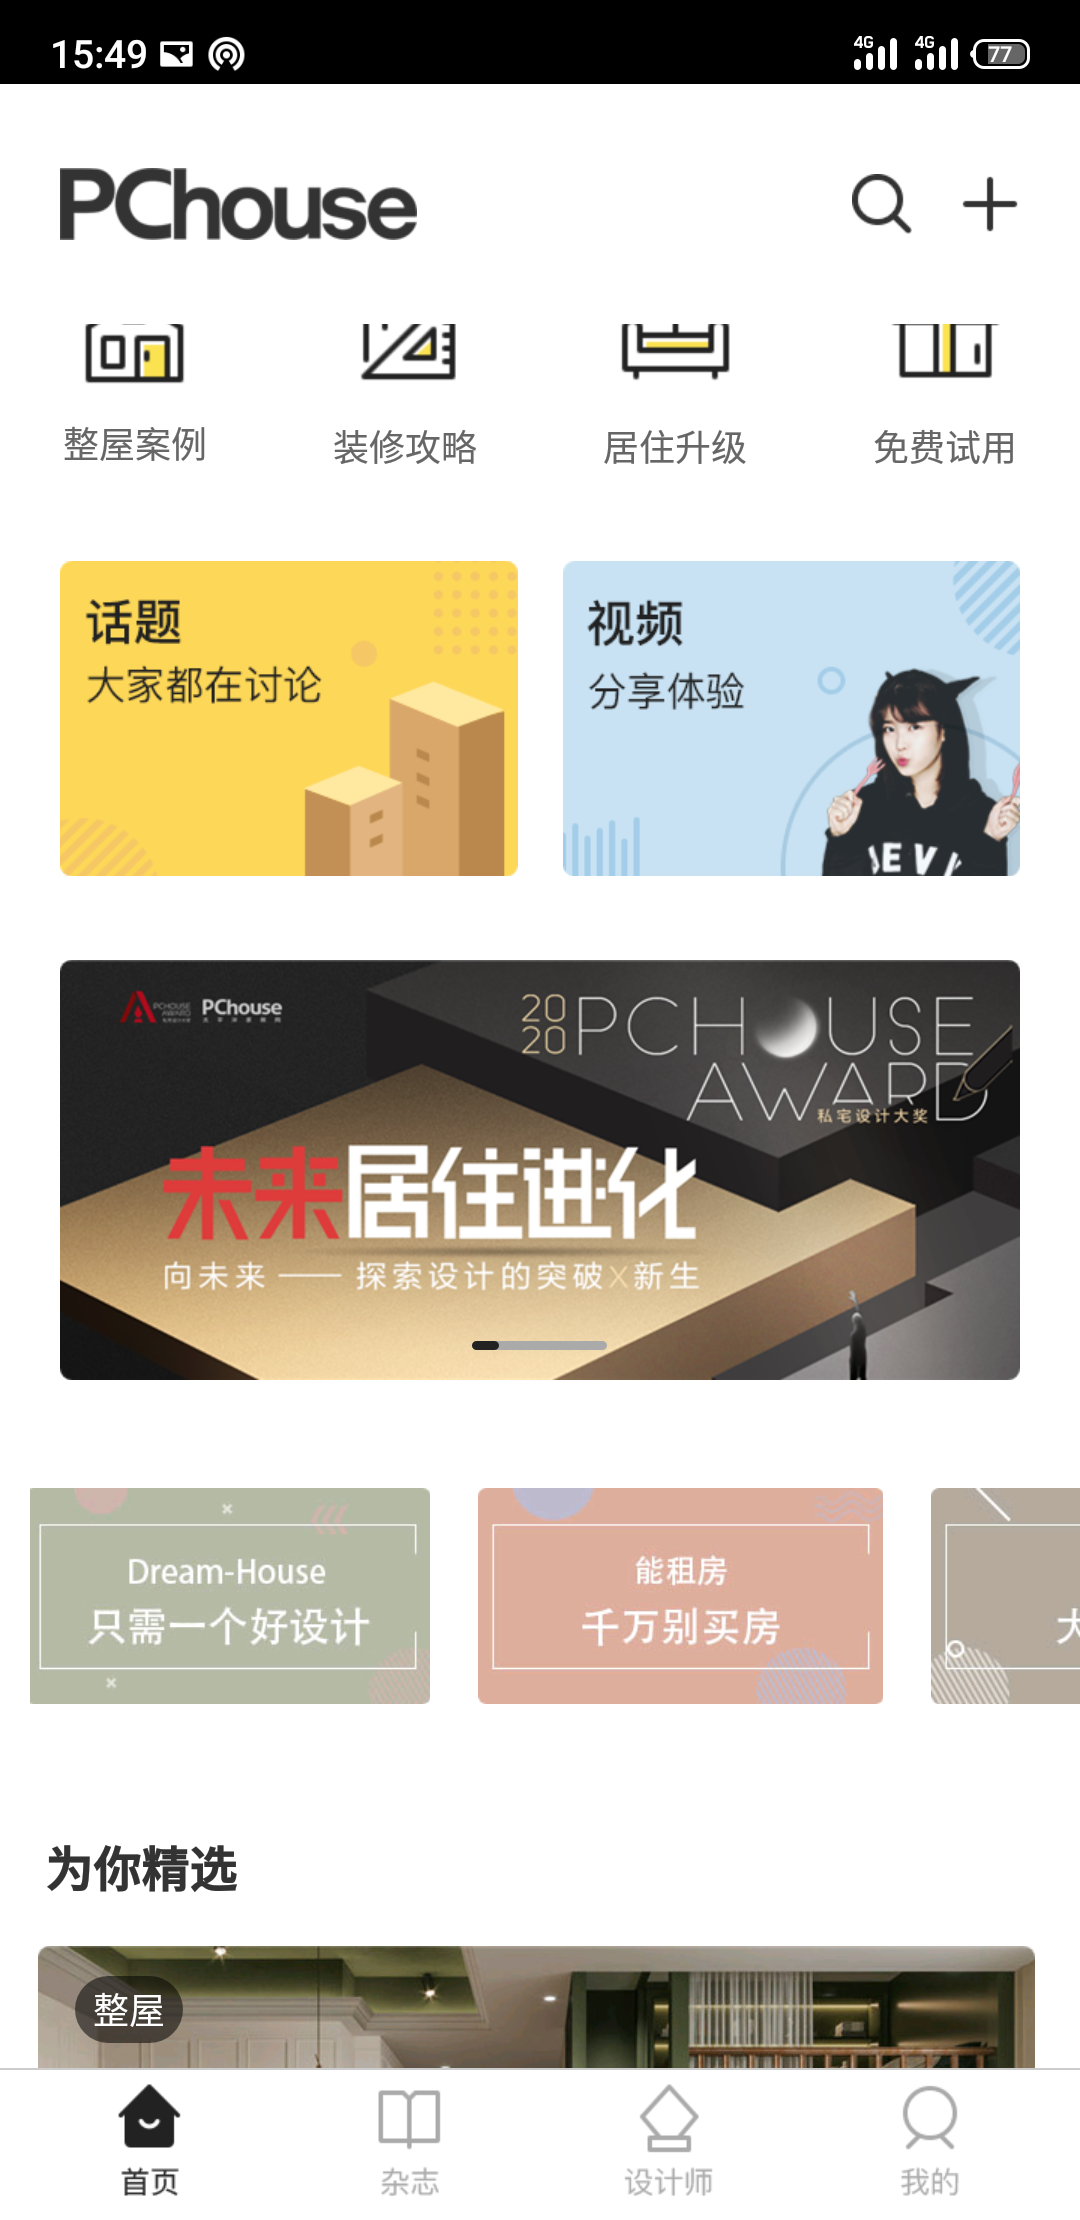 15:49
4G 4G 77
PChouse
整屋案例 装修攻略 居住升级 免费试用
话题
大家都在讨论
视频
分享体验
PCHOUSE AWARD PChouse
2020 PCHOUSE
AWARD
私宅设计大奖
未来居住进化
向未来 —— 探索设计的突破X新生
Dream-House
只需一个好设计
能租房
千万别买房
大
为你精选
整屋
首页 杂志 设计师 我的